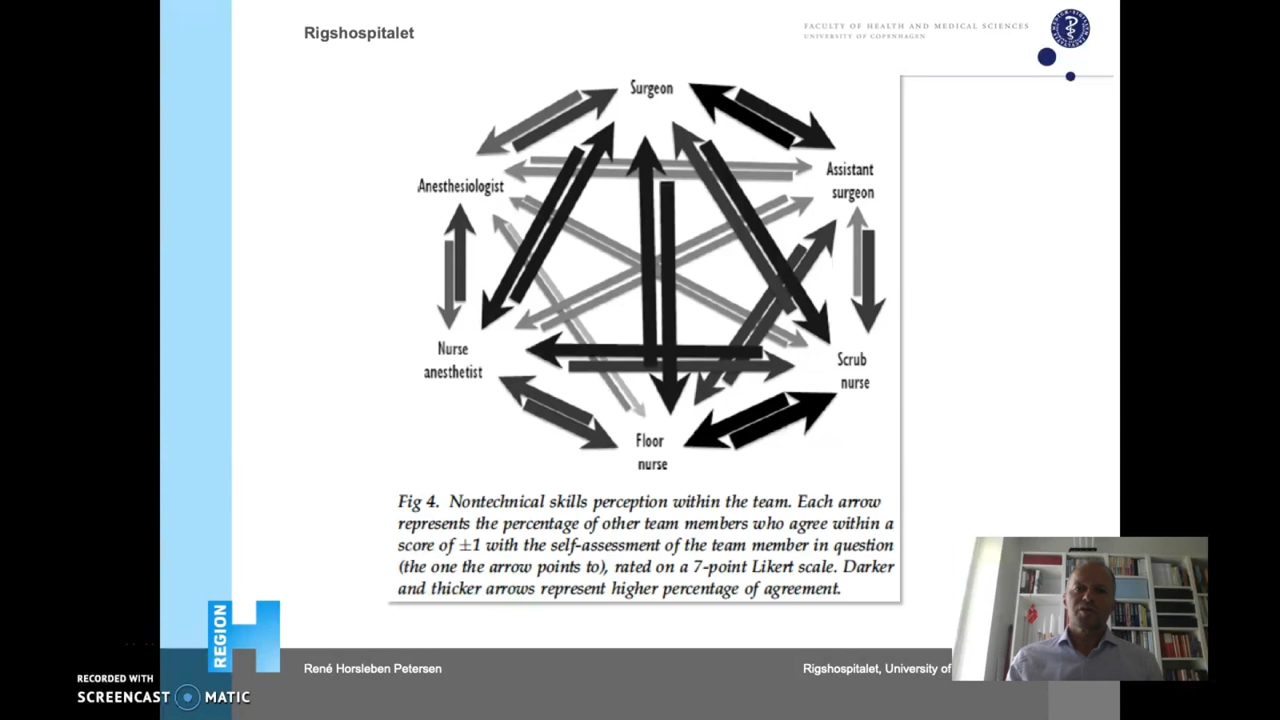 Rigshospitalet
FACULTY OF HEALTH AND MEDICAL SCIENCES
UNIVERSITY OF COPENHAGEN
Surgeon
Anesthesiologist
Assistant
surgeon
Nurse
anesthetist
Scrub
nurse
Floor
nurse
Fig 4. Nontechnical skills perception within the team. Each arrow
represents the percentage of other team members who agree within a
score of ±1 with the self-assessment of the team member in question
(the one the arrow points to), rated on a 7-point Likert scale. Darker
and thicker arrows represent higher percentage of agreement.
REGION
H
René Horsleben Petersen
Rigshospitalet, University of
RECORDED WITH
SCREENCAST MATIC